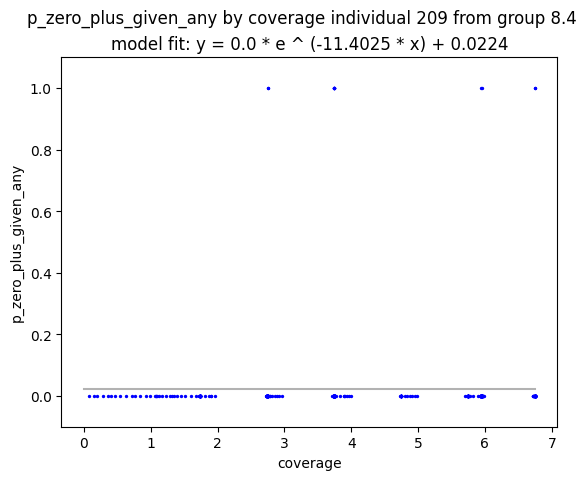 p_zero_plus_given_any by coverage individual 209 from group 8.4
model fit: y = 0.0 * e ^ (-11.4025 * x) + 0.0224
1.0
0.8
0.6
0.4
0.2
0.0
p_zero_plus_given_any
0 1 2 3 4 5 6 7
coverage